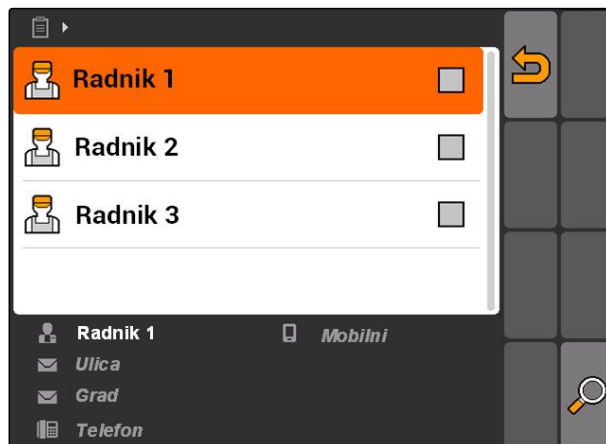 Radnik 1
Radnik 2
Radnik 3
Radnik 1 Mobilni
Ulica
Grad
Telefon